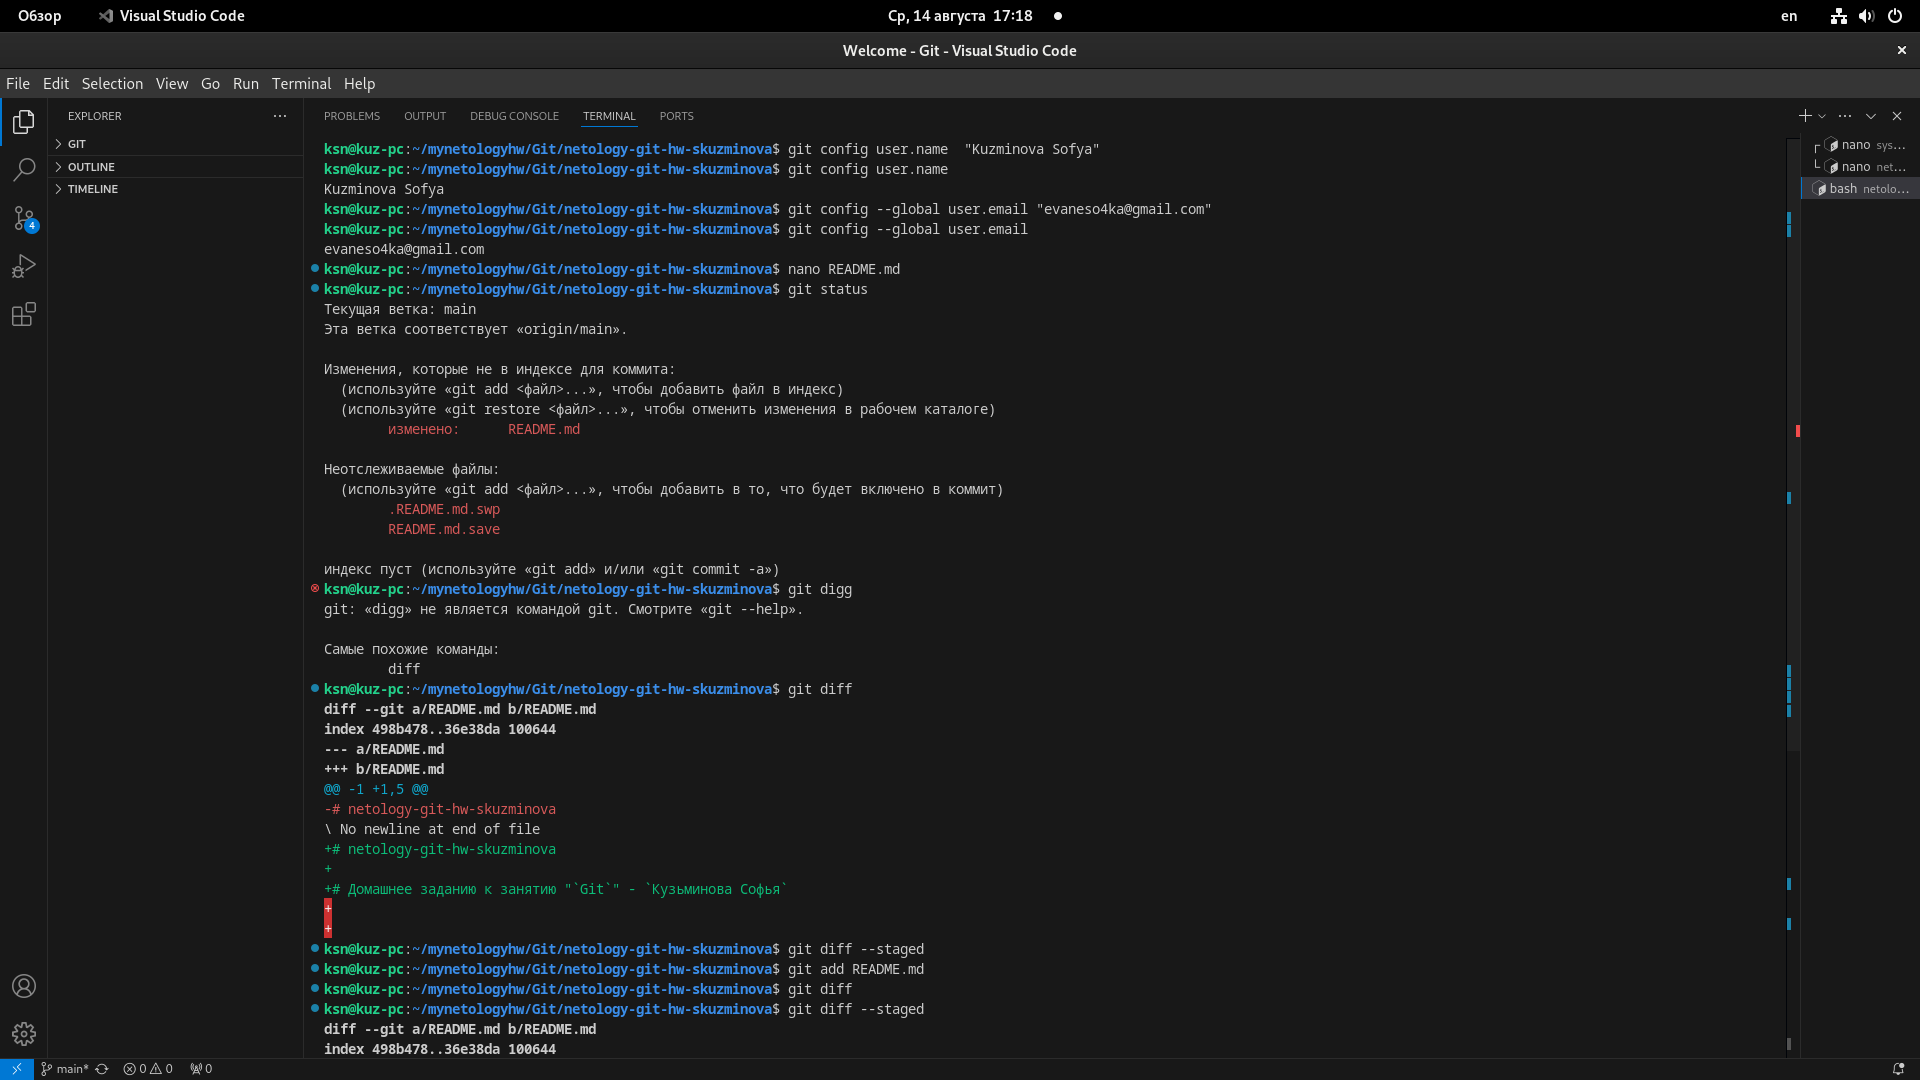 Обзор
Visual Studio Code
Ср, 14 августа 17:18
en
Welcome - Git - Visual Studio Code
File Edit Selection View Go Run Terminal Help
EXPLORER
GIT
OUTLINE
TIMELINE
4
PROBLEMS OUTPUT DEBUG CONSOLE TERMINAL PORTS
ksn@kuz-pc:~/mynetologyhw/Git/netology-git-hw-skuzminova$ git config user.name  "Kuzminova Sofya"
ksn@kuz-pc:~/mynetologyhw/Git/netology-git-hw-skuzminova$ git config user.name
Kuzminova Sofya
ksn@kuz-pc:~/mynetologyhw/Git/netology-git-hw-skuzminova$ git config --global user.email "evaneso4ka@gmail.com"
ksn@kuz-pc:~/mynetologyhw/Git/netology-git-hw-skuzminova$ git config --global user.email
evaneso4ka@gmail.com
ksn@kuz-pc:~/mynetologyhw/Git/netology-git-hw-skuzminova$ nano README.md
ksn@kuz-pc:~/mynetologyhw/Git/netology-git-hw-skuzminova$ git status
Текущая ветка: main
Эта ветка соответствует «origin/main».
Изменения, которые не в индексе для коммита:
(используйте «git add <файл>...», чтобы добавить файл в индекс)
(используйте «git restore <файл>...», чтобы отменить изменения в рабочем каталоге)
изменено:      README.md
Неотслеживаемые файлы:
(используйте «git add <файл>...», чтобы добавить в то, что будет включено в коммит)
.README.md.swp
README.md.save
индекс пуст (используйте «git add» и/или «git commit -a»)
ksn@kuz-pc:~/mynetologyhw/Git/netology-git-hw-skuzminova$ git digg
git: «digg» не является командой git. Смотрите «git --help».
Самые похожие команды:
diff
ksn@kuz-pc:~/mynetologyhw/Git/netology-git-hw-skuzminova$ git diff
diff --git a/README.md b/README.md
index 498b478..36e38da 100644
--- a/README.md
+++ b/README.md
@@ -1 +1,5 @@
-# netology-git-hw-skuzminova
\ No newline at end of file
+# netology-git-hw-skuzminova
+
+# Домашнее заданию к занятию "`Git`" - `Кузьминова Софья`
+
+
ksn@kuz-pc:~/mynetologyhw/Git/netology-git-hw-skuzminova$ git diff --staged
ksn@kuz-pc:~/mynetologyhw/Git/netology-git-hw-skuzminova$ git add README.md
ksn@kuz-pc:~/mynetologyhw/Git/netology-git-hw-skuzminova$ git diff
ksn@kuz-pc:~/mynetologyhw/Git/netology-git-hw-skuzminova$ git diff --staged
diff --git a/README.md b/README.md
index 498b478..36e38da 100644
nano sys...
nano net...
bash netolo...
main* 0 0 0